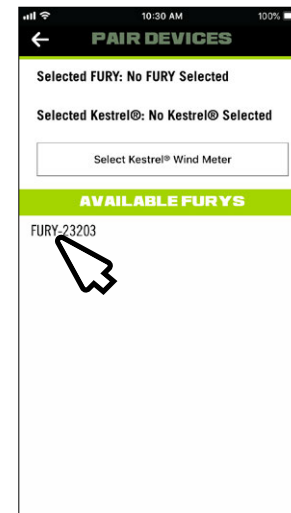 10:30 AM 100%
PAIR DEVICES
Selected FURY: No FURY Selected
Selected Kestrel®: No Kestrel® Selected
Select Kestrel® Wind Meter
AVAILABLE FURYS
FURY-23203